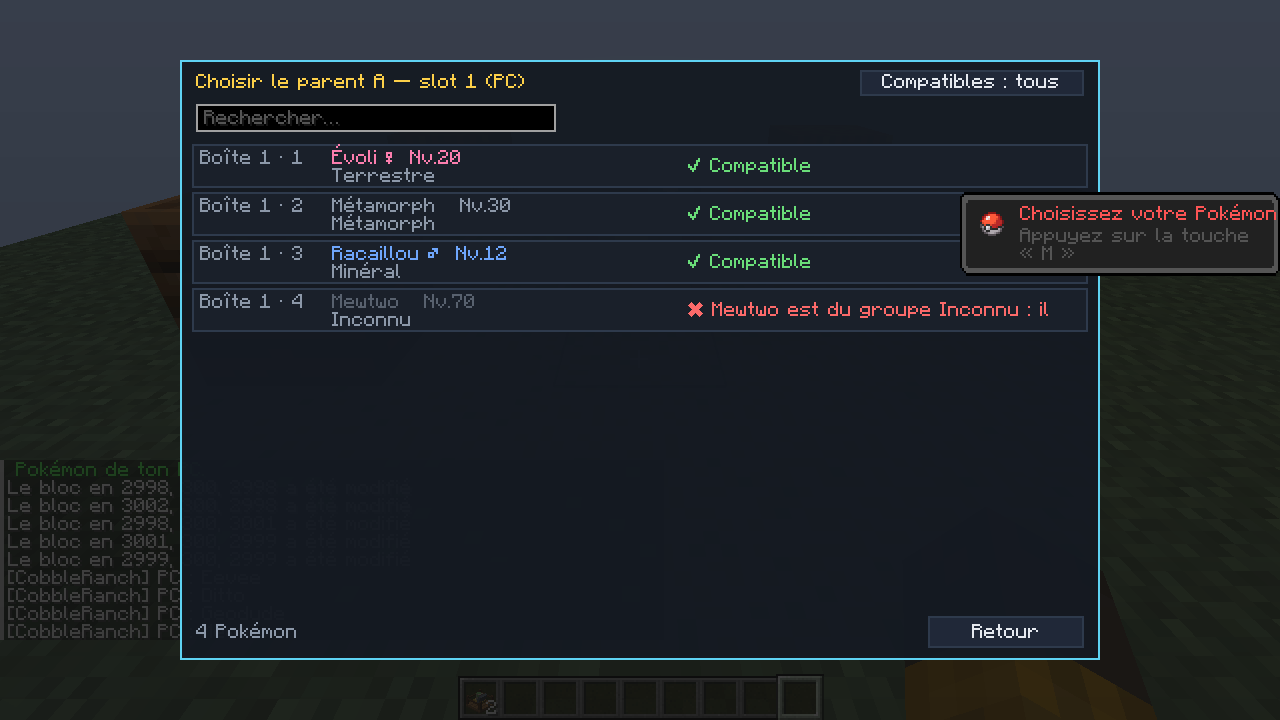 Choisir le parent A — slot 1 (PC)
Compatibles : tous
Rechercher...
Boîte 1 · 1
Évoli ♀ Nv.20
Terrestre
✔ Compatible
Boîte 1 · 2
Métamorph Nv.30
Métamorph
✔ Compatible
Choisissez votre Pokémon
Appuyez sur la touche
« M »
Boîte 1 · 3
Racaillou ♂ Nv.12
Minéral
✔ Compatible
Boîte 1 · 4
Mewtwo Nv.70
Inconnu
✖ Mewtwo est du groupe Inconnu : il
Pokémon de ton
Le bloc en 2998,
Le bloc en 3002,
Le bloc en 2998,
Le bloc en 3001,
Le bloc en 2999,
[CobbleRanch] PC
[CobbleRanch] PC
[CobbleRanch] PC
[CobbleRanch] PC
4 Pokémon
Retour
2